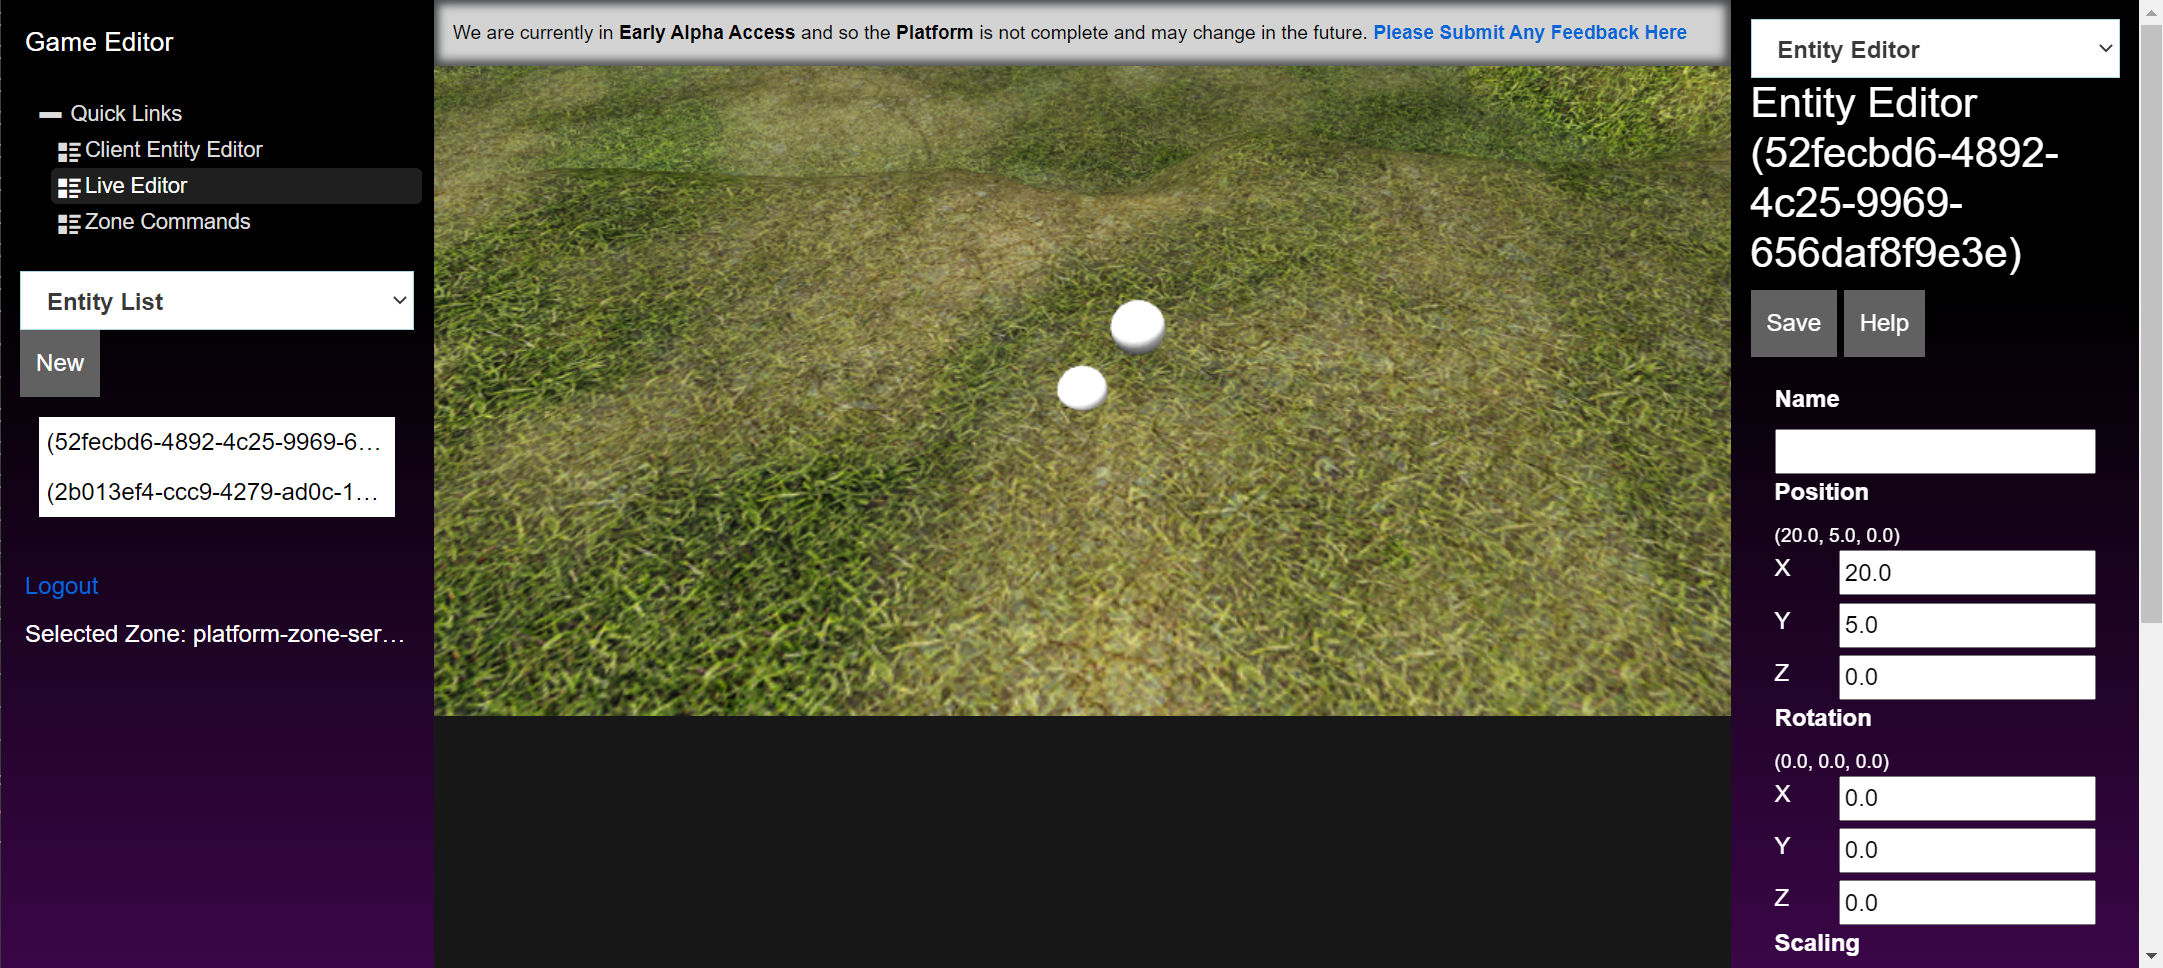 Game Editor
Quick Links
Client Entity Editor
Live Editor
Zone Commands
Entity List
New
(52fecbd6-4892-4c25-9969-6…
(2b013ef4-ccc9-4279-ad0c-1…
Logout
Selected Zone: platform-zone-ser…
We are currently in Early Alpha Access and so the Platform is not complete and may change in the future. Please Submit Any Feedback Here
Entity Editor
Entity Editor
(52fecbd6-4892-
4c25-9969-
656daf8f9e3e)
Save Help
Name
Position
(20.0, 5.0, 0.0)
X 20.0
Y 5.0
Z 0.0
Rotation
(0.0, 0.0, 0.0)
X 0.0
Y 0.0
Z 0.0
Scaling